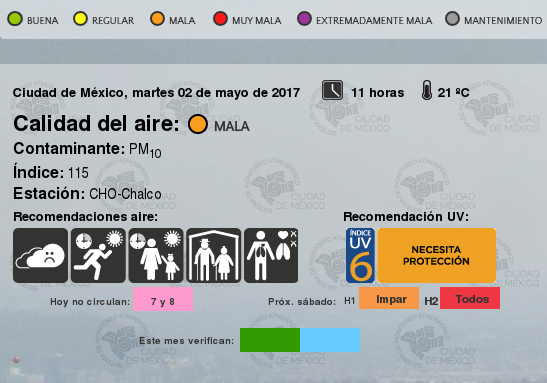 BUENA REGULAR MALA MUY MALA EXTREMADAMENTE MALA MANTENIMIENTO
Ciudad de México, martes 02 de mayo de 2017 11 horas 21 ºC
Calidad del aire: MALA
Contaminante: PM10
Índice: 115
Estación: CHO-Chalco
Recomendaciones aire: Recomendación UV:
ÍNDICE
UV
6
NECESITA
PROTECCIÓN
Hoy no circulan: 7 y 8 Próx. sábado: H1 Impar H2 Todos
Este mes verifican:
MONITOREO ATMOSFÉRICO
CIUDAD
DE MÉXICO